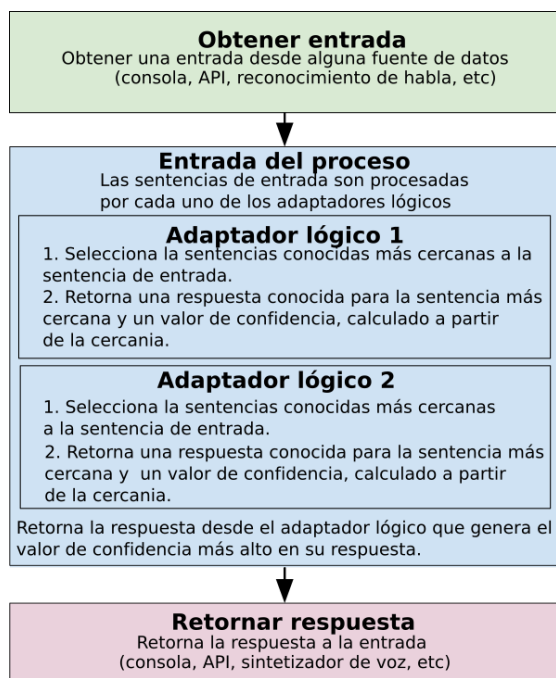 Obtener entrada
Obtener una entrada desde alguna fuente de datos
(consola, API, reconocimiento de habla, etc)
Entrada del proceso
Las sentencias de entrada son procesadas
por cada uno de los adaptadores lógicos
Adaptador lógico 1
1. Selecciona la sentencias conocidas más cercanas a la
sentencia de entrada.
2. Retorna una respuesta conocida para la sentencia más
cercana y un valor de confidencia, calculado a partir
de la cercania.
Adaptador lógico 2
1. Selecciona la sentencias conocidas más cercanas
a la sentencia de entrada.
2. Retorna una respuesta conocida para la sentencia más
cercana y un valor de confidencia, calculado a partir
de la cercania.
Retorna la respuesta desde el adaptador lógico que genera el
valor de confidencia más alto en su respuesta.
Retornar respuesta
Retorna la respuesta a la entrada
(consola, API, sintetizador de voz, etc)